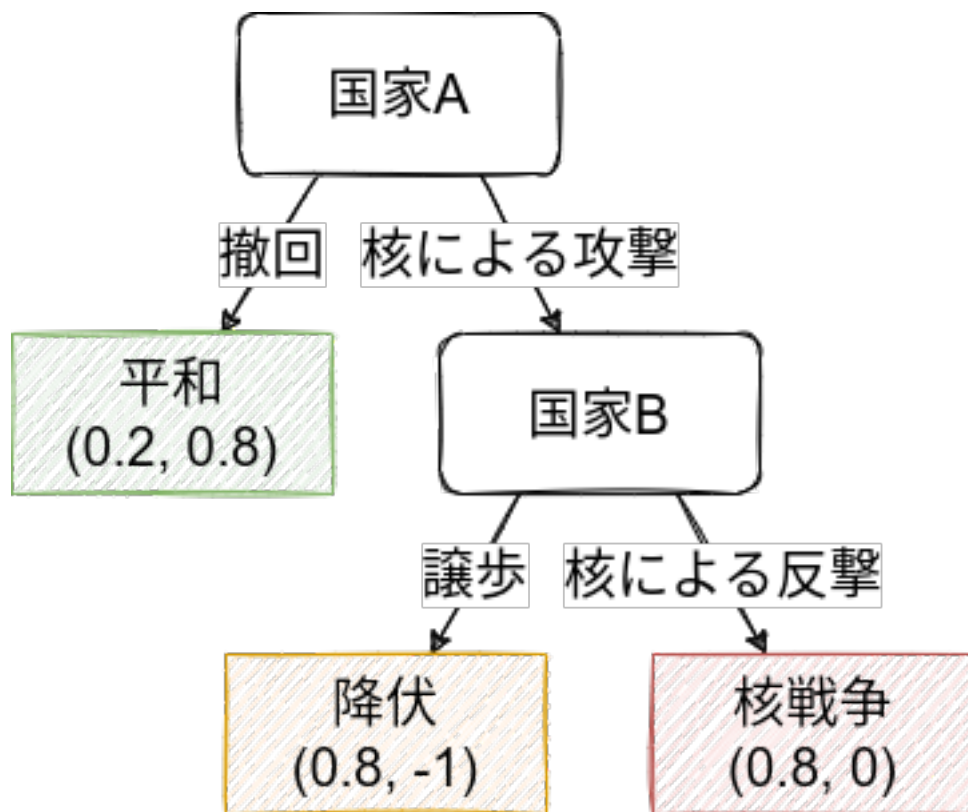 国家A
撤回
核による攻撃
平和
(0.2, 0.8)
国家B
譲歩
核による反撃
降伏
(0.8, -1)
核戦争
(0.8, 0)